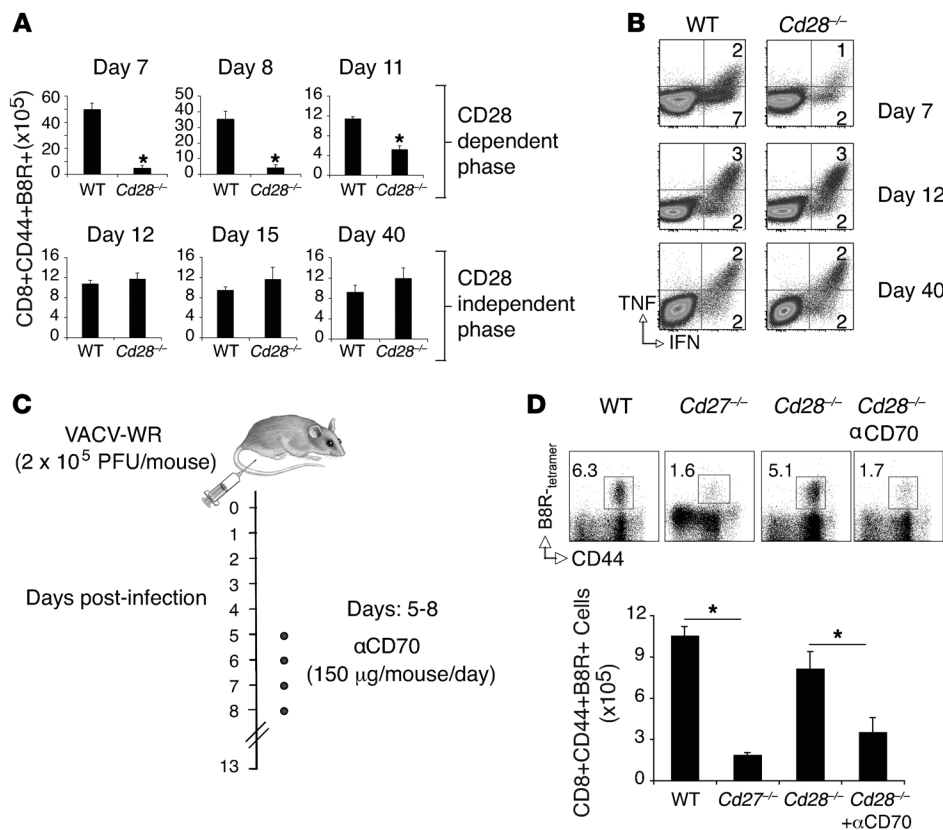 A
Day 7
Day 8
Day 11
CD8+CD44+B8R+(x10⁵)
60
40
20
0
WT
*
Cd28⁻/⁻
50
40
30
20
10
0
WT
*
Cd28⁻/⁻
16
12
8
4
0
WT
*
Cd28⁻/⁻
CD28
dependent
phase
Day 12
Day 15
Day 40
16
12
8
4
0
WT
Cd28⁻/⁻
16
12
8
4
0
WT
Cd28⁻/⁻
16
12
8
4
0
WT
Cd28⁻/⁻
CD28
independent
phase
B
WT
Cd28⁻/⁻
2
7
1
2
Day 7
3
2
3
2
Day 12
2
2
2
2
Day 40
TNF
IFN
C
VACV-WR
(2 x 10⁵ PFU/mouse)
0
1
2
3
4
5
6
7
8
13
Days post-infection
Days: 5-8
αCD70
(150 µg/mouse/day)
D
WT
Cd27⁻/⁻
Cd28⁻/⁻
Cd28⁻/⁻
αCD70
6.3
1.6
5.1
1.7
B8R-tetramer
CD44
CD8+CD44+B8R+ Cells
(x10⁵)
12
9
6
3
0
*
*
WT
Cd27⁻/⁻
Cd28⁻/⁻
Cd28⁻/⁻
+αCD70